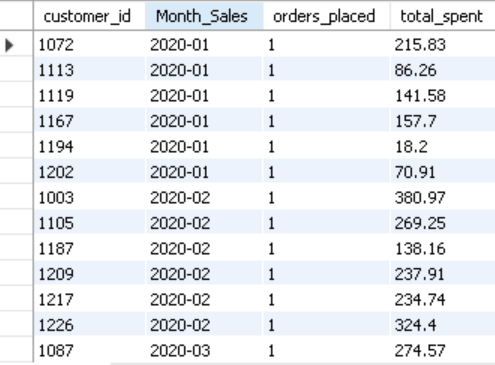 customer_id Month_Sales orders_placed total_spent
1072 2020-01 1 215.83
1113 2020-01 1 86.26
1119 2020-01 1 141.58
1167 2020-01 1 157.7
1194 2020-01 1 18.2
1202 2020-01 1 70.91
1003 2020-02 1 380.97
1105 2020-02 1 269.25
1187 2020-02 1 138.16
1209 2020-02 1 237.91
1217 2020-02 1 234.74
1226 2020-02 1 324.4
1087 2020-03 1 274.57